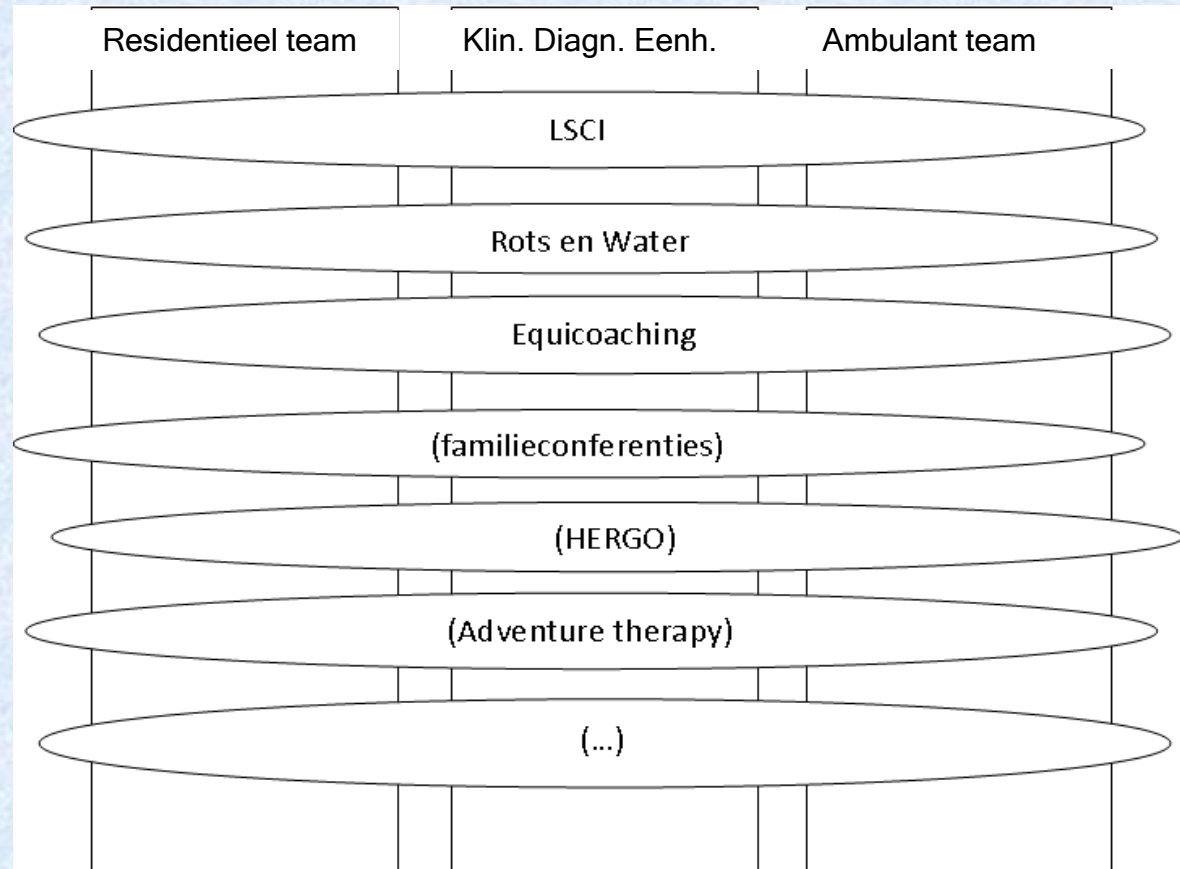 Residentieel team
Klin. Diagn. Eenh.
Ambulant team
LSCI
Rots en Water
Equicoaching
(familieconferenties)
(HERGO)
(Adventure therapy)
(...)